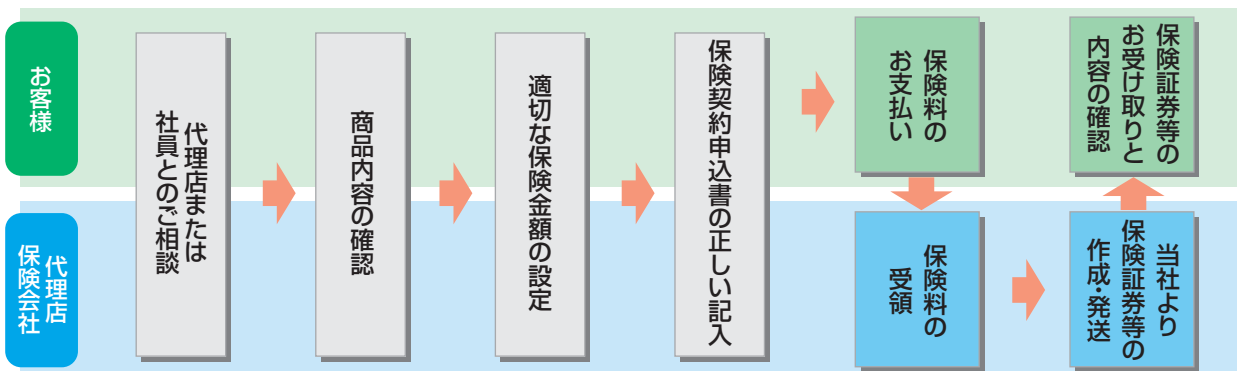 お客様
代理店
保険会社
代理店または
社員とのご相談
商品内容の確認
適切な保険金額の設定
保険契約申込書の正しい記入
保険料の
お支払い
保険料の
受領
当社より
保険証券等の
作成・発送
保険証券等の
お受け取りと
内容の確認